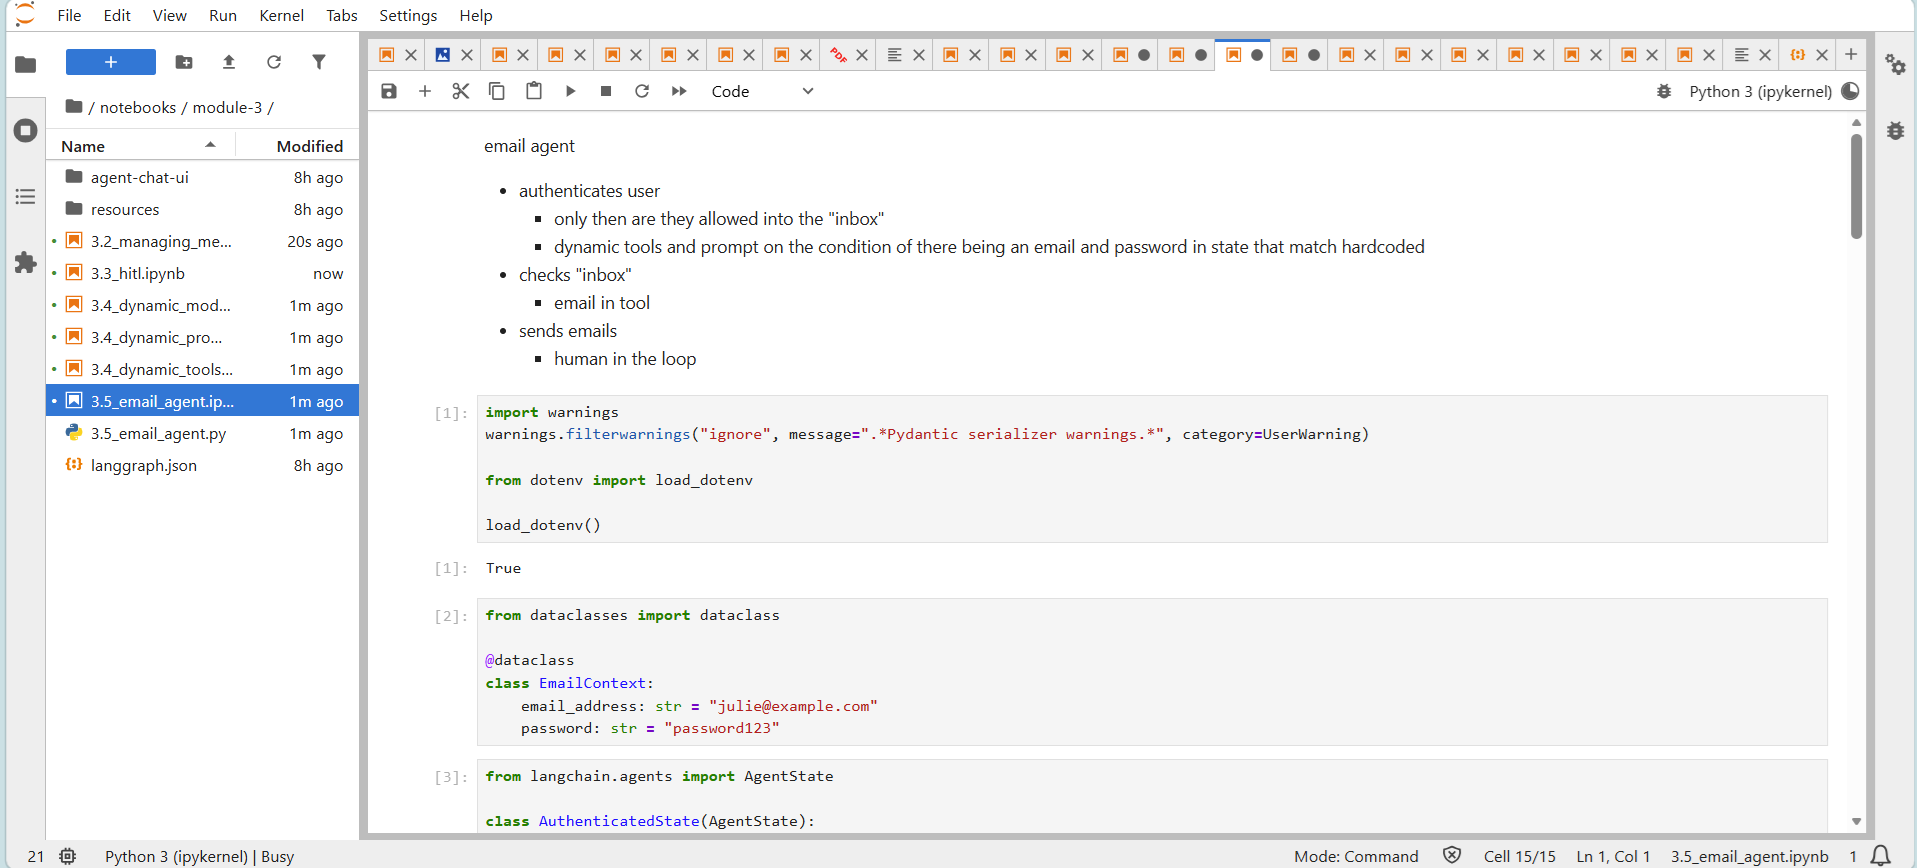 File Edit View Run Kernel Tabs Settings Help
/ notebooks / module-3 /
Name Modified
agent-chat-ui 8h ago
resources 8h ago
3.2_managing_me... 20s ago
3.3_hitl.ipynb now
3.4_dynamic_mod... 1m ago
3.4_dynamic_pro... 1m ago
3.4_dynamic_tools... 1m ago
3.5_email_agent.ip... 1m ago
3.5_email_agent.py 1m ago
langgraph.json 8h ago
PDF
Code
Python 3 (ipykernel)
email agent
• authenticates user
▪ only then are they allowed into the "inbox"
▪ dynamic tools and prompt on the condition of there being an email and password in state that match hardcoded
• checks "inbox"
▪ email in tool
• sends emails
▪ human in the loop
[1]: import warnings
warnings.filterwarnings("ignore", message=".*Pydantic serializer warnings.*", category=UserWarning)
from dotenv import load_dotenv
load_dotenv()
[1]: True
[2]: from dataclasses import dataclass
@dataclass
class EmailContext:
email_address: str = "julie@example.com"
password: str = "password123"
[3]: from langchain.agents import AgentState
class AuthenticatedState(AgentState):
21 Python 3 (ipykernel) | Busy Mode: Command Cell 15/15 Ln 1, Col 1 3.5_email_agent.ipynb 1